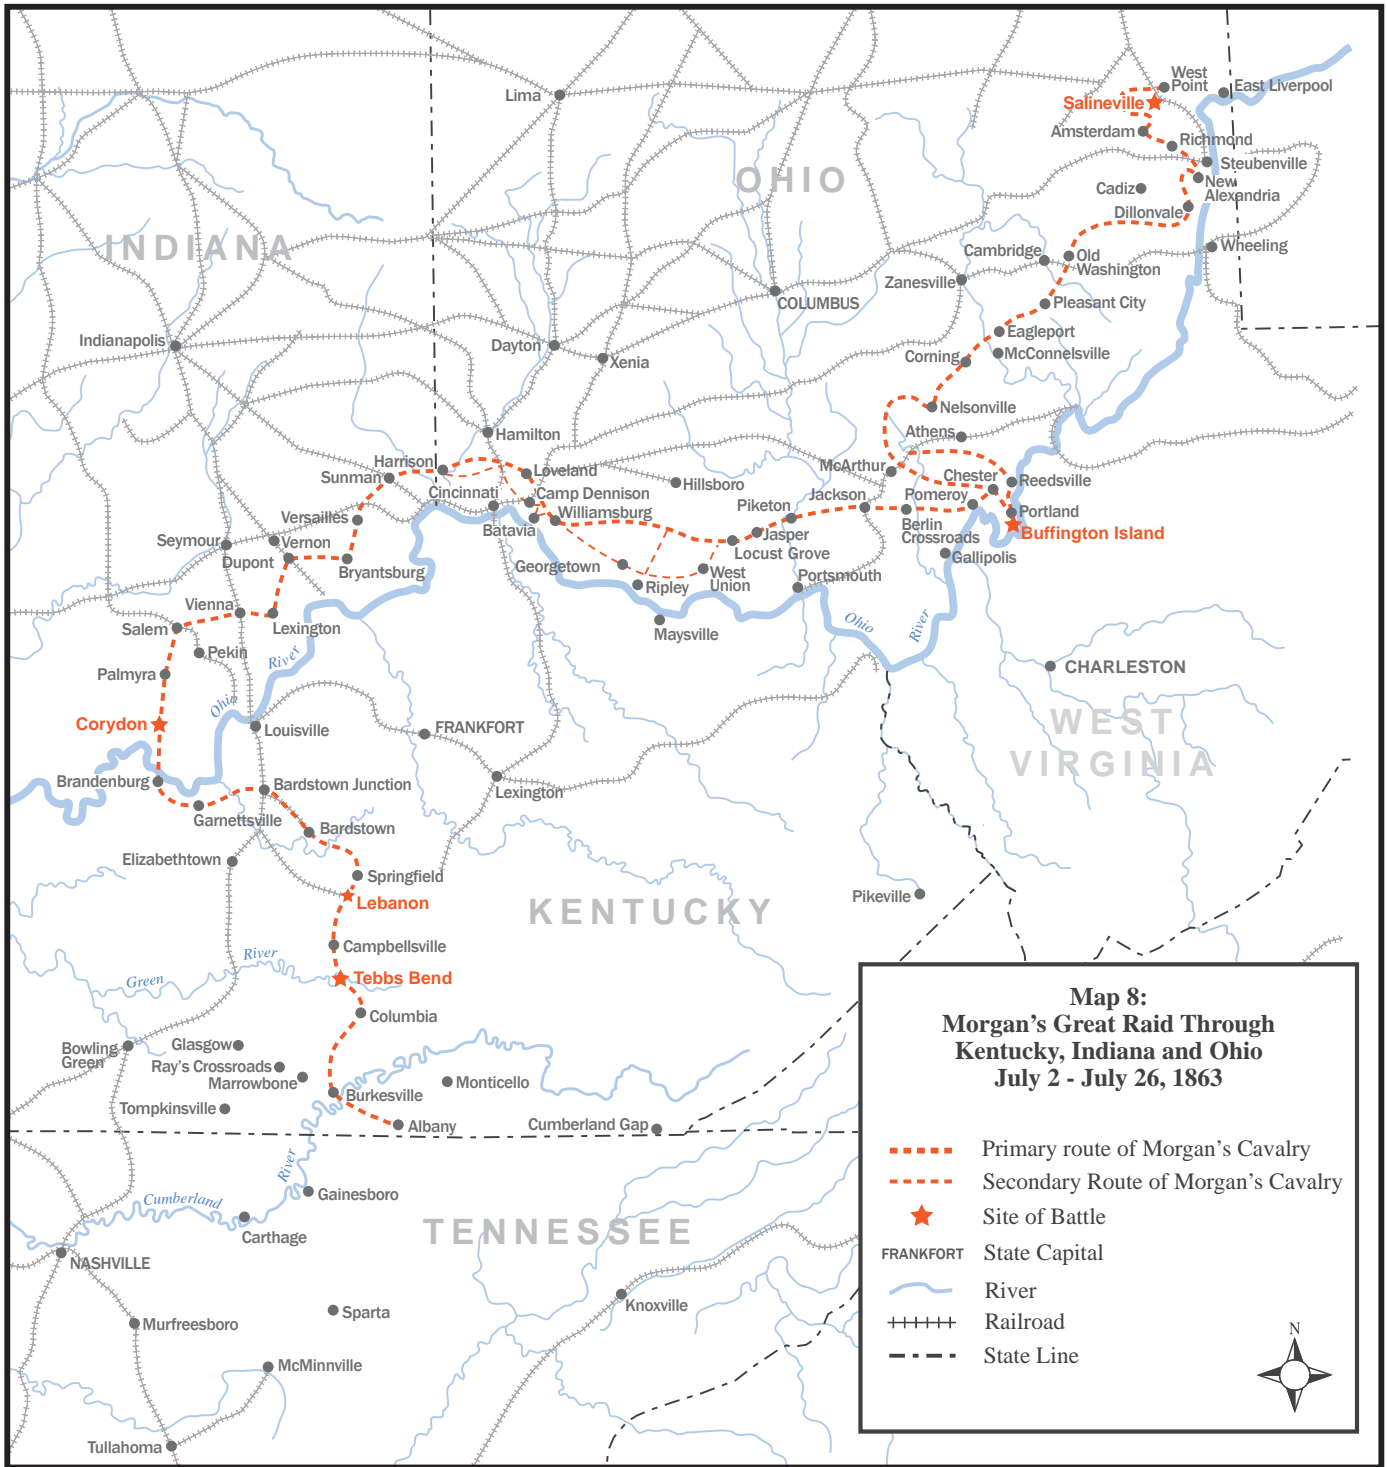 West
Point
East Liverpool
Lima
Salineville
Amsterdam
Richmond
Steubenville
OHIO
Cadiz
New
Alexandria
Dillonvale
INDIANA
Wheeling
Cambridge
Old
Washington
Zanesville
COLUMBUS
Pleasant City
Indianapolis
Dayton
Eagleport
Xenia
Corning
McConnelsville
Nelsonville
Hamilton
Athens
Harrison
McArthur
Loveland
Sunman
Chester
Reedsville
Hillsboro
Cincinnati
Camp Dennison
Jackson
Pomeroy
Versailles
Williamsburg
Piketon
Portland
Batavia
Berlin
Crossroads
Buffington Island
Seymour
Vernon
Jasper
Dupont
Locust Grove
Gallipolis
Bryantsburg
Georgetown
West
Union
Portsmouth
Ripley
Vienna
Salem
Lexington
Maysville
Ohio
River
Pekin
River
Palmyra
CHARLESTON
Ohio
Corydon
Louisville
FRANKFORT
WEST
VIRGINIA
Brandenburg
Bardstown Junction
Lexington
Garnettsville
Bardstown
Elizabethtown
Springfield
Pikeville
Lebanon
KENTUCKY
Campbellsville
River
Green
Tebbs Bend
Columbia
Bowling
Green
Glasgow
Ray's Crossroads
Marrowbone
Monticello
Burkesville
Tompkinsville
Albany
Cumberland Gap
River
Gainesboro
Cumberland
Carthage
TENNESSEE
NASHVILLE
Knoxville
Sparta
Murfreesboro
McMinnville
Tullahoma
Map 8:
Morgan's Great Raid Through
Kentucky, Indiana and Ohio
July 2 - July 26, 1863
Primary route of Morgan's Cavalry
Secondary Route of Morgan's Cavalry
Site of Battle
FRANKFORT State Capital
River
Railroad
State Line
N